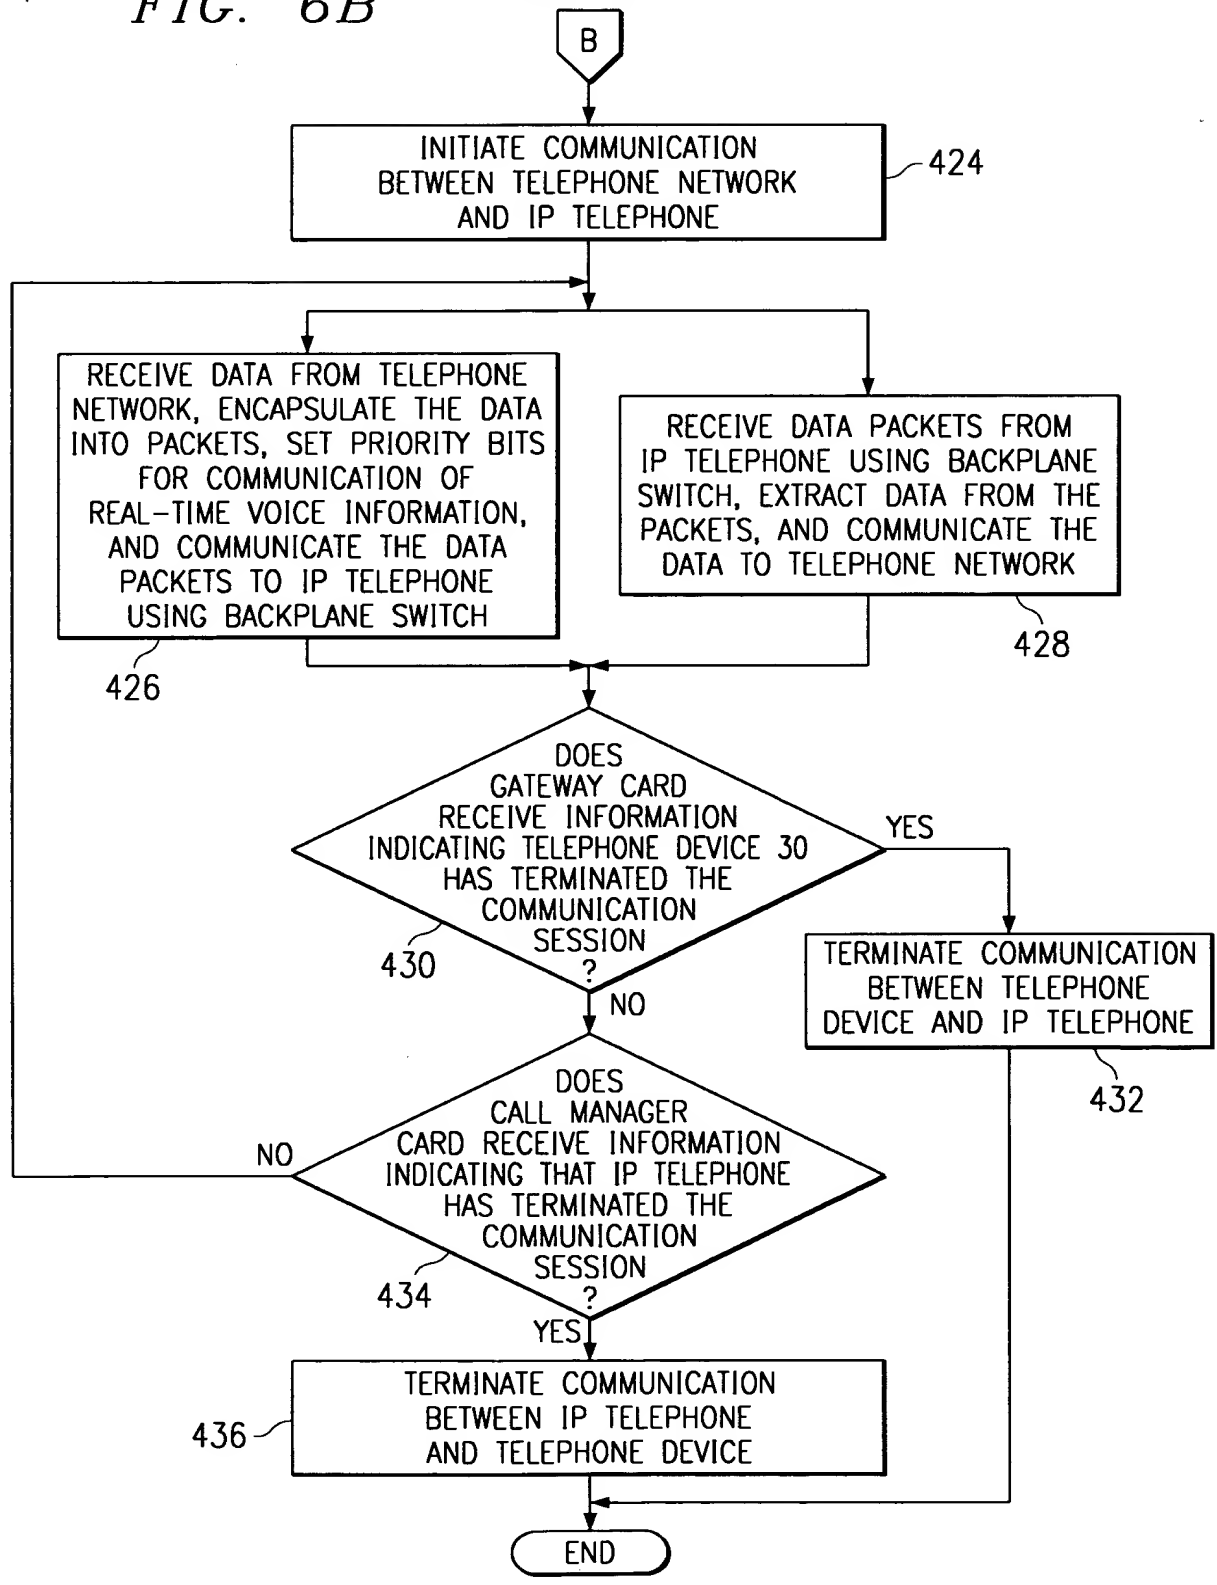 FIG. 6B
B
INITIATE COMMUNICATION
BETWEEN TELEPHONE NETWORK
AND IP TELEPHONE
424
RECEIVE DATA FROM TELEPHONE
NETWORK, ENCAPSULATE THE DATA
INTO PACKETS, SET PRIORITY BITS
FOR COMMUNICATION OF
REAL-TIME VOICE INFORMATION,
AND COMMUNICATE THE DATA
PACKETS TO IP TELEPHONE
USING BACKPLANE SWITCH
426
RECEIVE DATA PACKETS FROM
IP TELEPHONE USING BACKPLANE
SWITCH, EXTRACT DATA FROM THE
PACKETS, AND COMMUNICATE THE
DATA TO TELEPHONE NETWORK
428
DOES
GATEWAY CARD
RECEIVE INFORMATION
INDICATING TELEPHONE DEVICE 30
HAS TERMINATED THE
COMMUNICATION
SESSION
?
430
YES
NO
TERMINATE COMMUNICATION
BETWEEN TELEPHONE
DEVICE AND IP TELEPHONE
432
DOES
CALL MANAGER
CARD RECEIVE INFORMATION
INDICATING THAT IP TELEPHONE
HAS TERMINATED THE
COMMUNICATION
SESSION
?
434
NO
YES
TERMINATE COMMUNICATION
BETWEEN IP TELEPHONE
AND TELEPHONE DEVICE
436
END